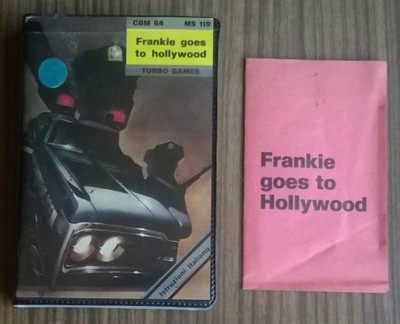 CBM 64 MS 119
Frankie goes
to hollywood
TURBO GAMES
istruzioni italiano
Frankie
goes to
Hollywood